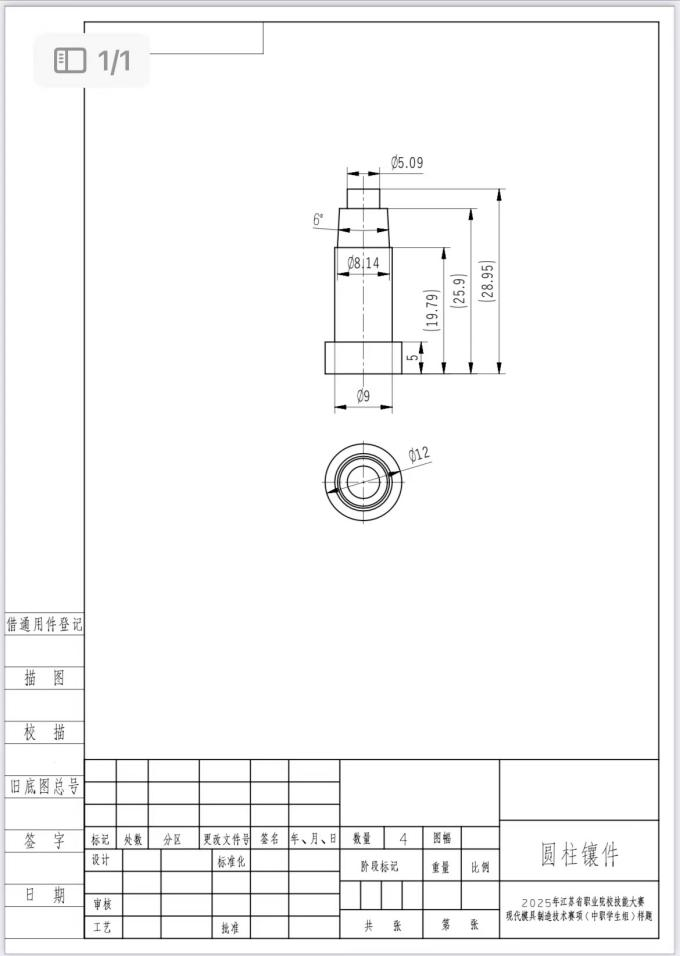 1/1
Ø5.09
6°
Ø8.14
(19.79)
(25.9)
(28.95)
5
Ø9
Ø12
借通用件登记
描 图
校 描
旧底图总号
签 字
日 期
标记 处数 分区 更改文件号 签名 年、月、日 数量 4 图幅
设计 标准化 阶段标记 重量 比例
圆柱镶件
审核
工艺 批准 共 张 第 张
2025年江苏省职业院校技能大赛
现代模具制造技术赛项(中职学生组)样题